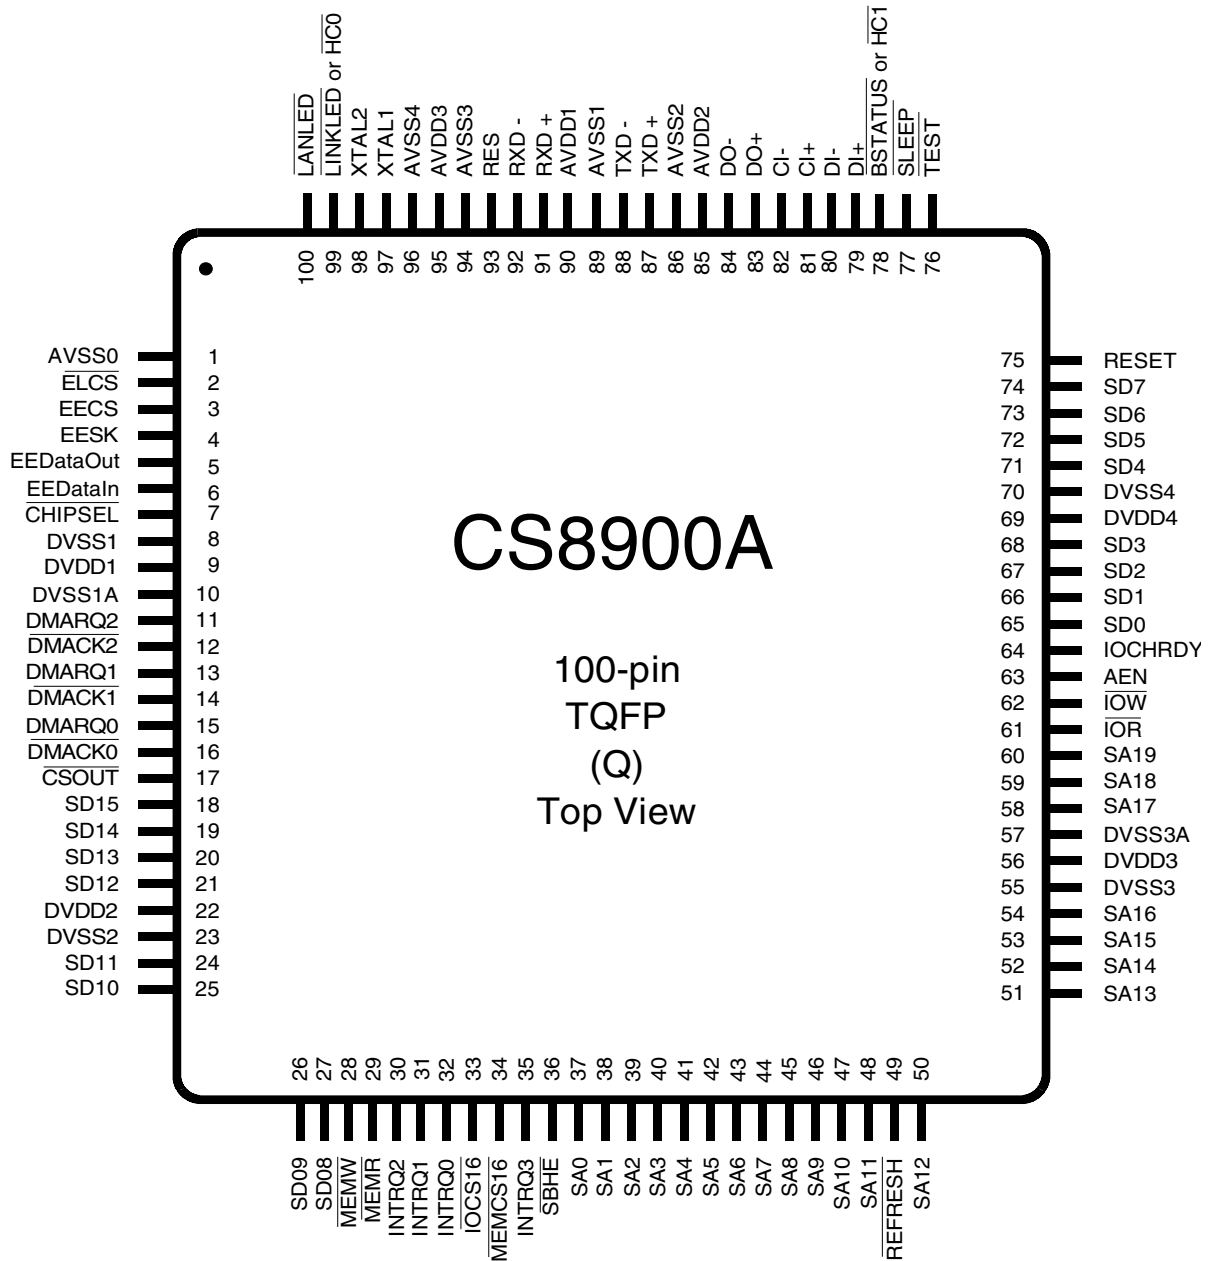 LANLED
LINKLED or HC0
XTAL2
XTAL1
AVSS4
AVDD3
AVSS3
RES
RXD -
RXD +
AVDD1
AVSS1
TXD -
TXD +
AVSS2
AVDD2
DO-
DO+
CI-
CI+
DI-
DI+
BSTATUS or HC1
SLEEP
TEST
100
99
98
97
96
95
94
93
92
91
90
89
88
87
86
85
84
83
82
81
80
79
78
77
76
AVSS0 1
ELCS 2
EECS 3
EESK 4
EEDataOut 5
EEDataIn 6
CHIPSEL 7
DVSS1 8
DVDD1 9
DVSS1A 10
DMARQ2 11
DMACK2 12
DMARQ1 13
DMACK1 14
DMARQ0 15
DMACK0 16
CSOUT 17
SD15 18
SD14 19
SD13 20
SD12 21
DVDD2 22
DVSS2 23
SD11 24
SD10 25
CS8900A
100-pin
TQFP
(Q)
Top View
75 RESET
74 SD7
73 SD6
72 SD5
71 SD4
70 DVSS4
69 DVDD4
68 SD3
67 SD2
66 SD1
65 SD0
64 IOCHRDY
63 AEN
62 IOW
61 IOR
60 SA19
59 SA18
58 SA17
57 DVSS3A
56 DVDD3
55 DVSS3
54 SA16
53 SA15
52 SA14
51 SA13
26
27
28
29
30
31
32
33
34
35
36
37
38
39
40
41
42
43
44
45
46
47
48
49
50
SD09
SD08
MEMW
MEMR
INTRQ2
INTRQ1
INTRQ0
IOCS16
MEMCS16
INTRQ3
SBHE
SA0
SA1
SA2
SA3
SA4
SA5
SA6
SA7
SA8
SA9
SA10
SA11
REFRESH
SA12